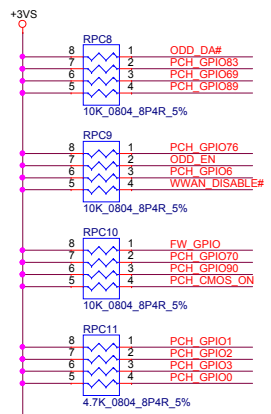 +3VS
RPC8
8 1 ODD_DA#
7 2 PCH_GPIO83
6 3 PCH_GPIO69
5 4 PCH_GPIO89
10K_0804_8P4R_5%
RPC9
8 1 PCH_GPIO76
7 2 ODD_EN
6 3 PCH_GPIO6
5 4 WWAN_DISABLE#
10K_0804_8P4R_5%
RPC10
8 1 FW_GPIO
7 2 PCH_GPIO70
6 3 PCH_GPIO90
5 4 PCH_CMOS_ON
10K_0804_8P4R_5%
RPC11
8 1 PCH_GPIO1
7 2 PCH_GPIO2
6 3 PCH_GPIO3
5 4 PCH_GPIO0
4.7K_0804_8P4R_5%